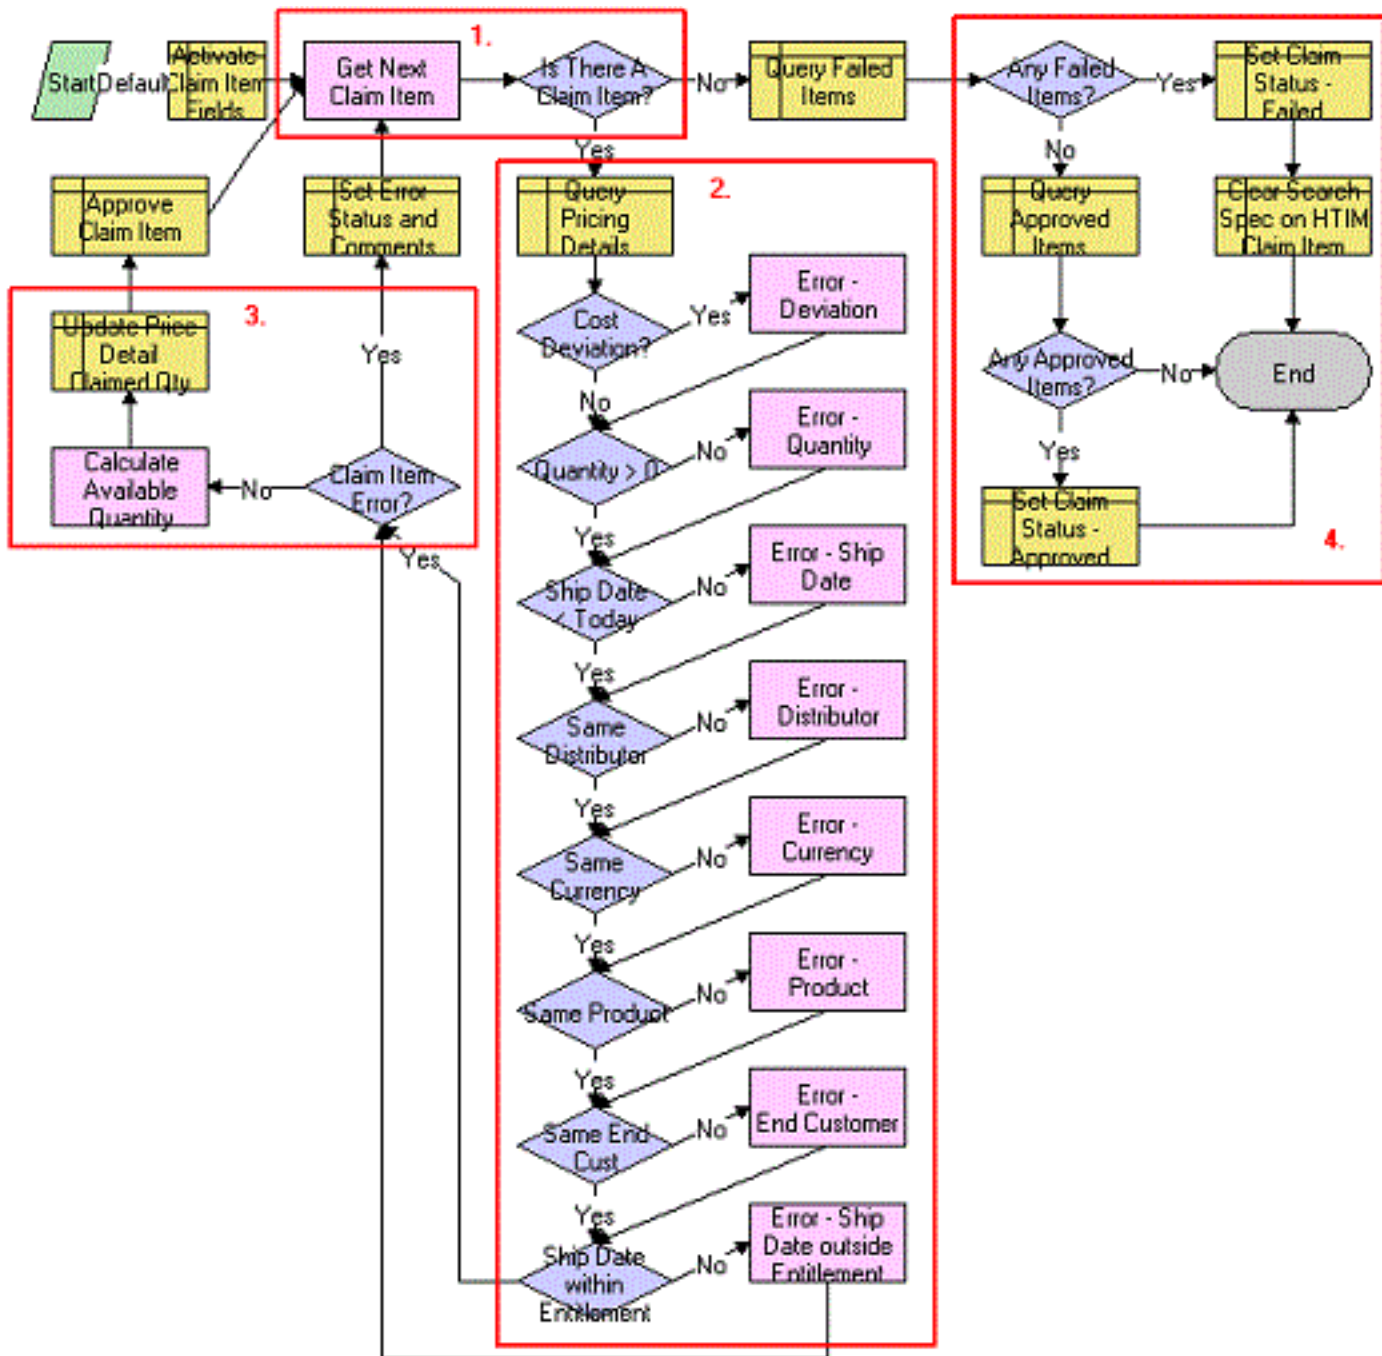 1.
Start
Default
Activate
Claim Item
Fields
Get Next
Claim Item
Is There A
Claim Item?
No
Query Failed
Items
Any Failed
Items?
Yes
Set Claim
Status -
Failed
Yes
No
Approve
Claim Item
Set Error
Status and
Comments
Query
Pricing
Details
2.
Query
Approved
Items
Clear Search
Spec on HTIM
Claim Item
3.
Update Price
Detail
Claimed Qty
Yes
Cost
Deviation?
Yes
Error -
Deviation
No
Any Approved
Items?
No
End
Calculate
Available
Quantity
No
Claim Item
Error?
Quantity > 0
No
Error -
Quantity
Yes
Set Claim
Status -
Approved
4.
Yes
Yes
Ship Date
< Today
No
Error - Ship
Date
Yes
Same
Distributor
No
Error -
Distributor
Yes
Same
Currency
No
Error -
Currency
Yes
Same Product
No
Error -
Product
Yes
Same End
Cust
No
Error -
End Customer
Yes
Ship Date
within
Entitlement
No
Error - Ship
Date outside
Entitlement